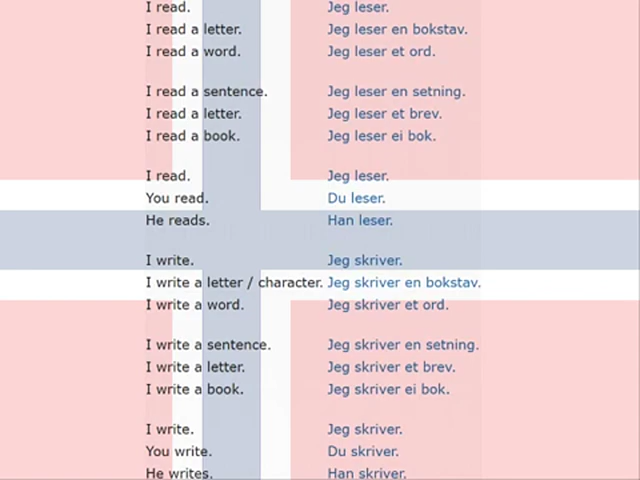 I read. Jeg leser.
I read a letter. Jeg leser en bokstav.
I read a word. Jeg leser et ord.
I read a sentence. Jeg leser en setning.
I read a letter. Jeg leser et brev.
I read a book. Jeg leser ei bok.
I read. Jeg leser.
You read. Du leser.
He reads. Han leser.
I write. Jeg skriver.
I write a letter / character. Jeg skriver en bokstav.
I write a word. Jeg skriver et ord.
I write a sentence. Jeg skriver en setning.
I write a letter. Jeg skriver et brev.
I write a book. Jeg skriver ei bok.
I write. Jeg skriver.
You write. Du skriver.
He writes. Han skriver.